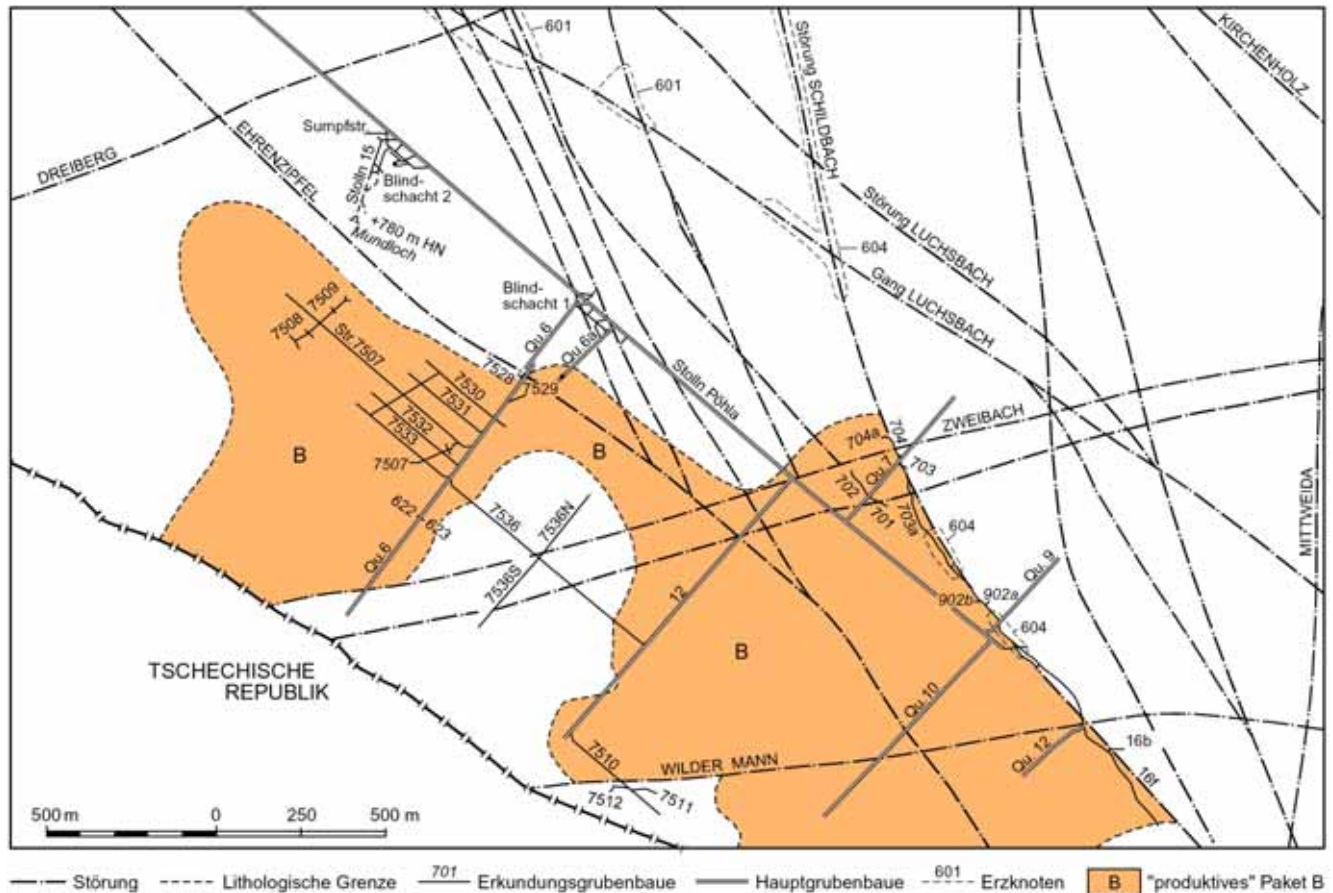 601
KIRCHENHOLZ
Störung SCHILDBACH
601
Sumpfstr.
EHRENZIPFEL
Stolln 15
DREIBERG
Blind-
schacht 2
+780 m HN
Mundloch
Störung LUCHSBACH
604
Gang LUCHSBACH
Blind-
schacht 1
7509
7508
Str.7507
Qu.6
Qu.6a
Stolln Pöhla
7528
7529
7530
7531
7532
7533
ZWEIBACH
704
704a
703
Qu.7
702
701
703a
B
B
7507
622
623
7536
7536N
604
MITTWEIDA
Qu.6
7536S
12
Qu.9
902a
902b
604
TSCHECHISCHE
REPUBLIK
B
Qu.10
16b
Qu.12
16f
7510
WILDER MANN
7512
7511
500 m 0 250 500 m
Störung Lithologische Grenze 701 Erkundungsgrubenbaue Hauptgrubenbaue 601 Erzknoten B "produktives" Paket B